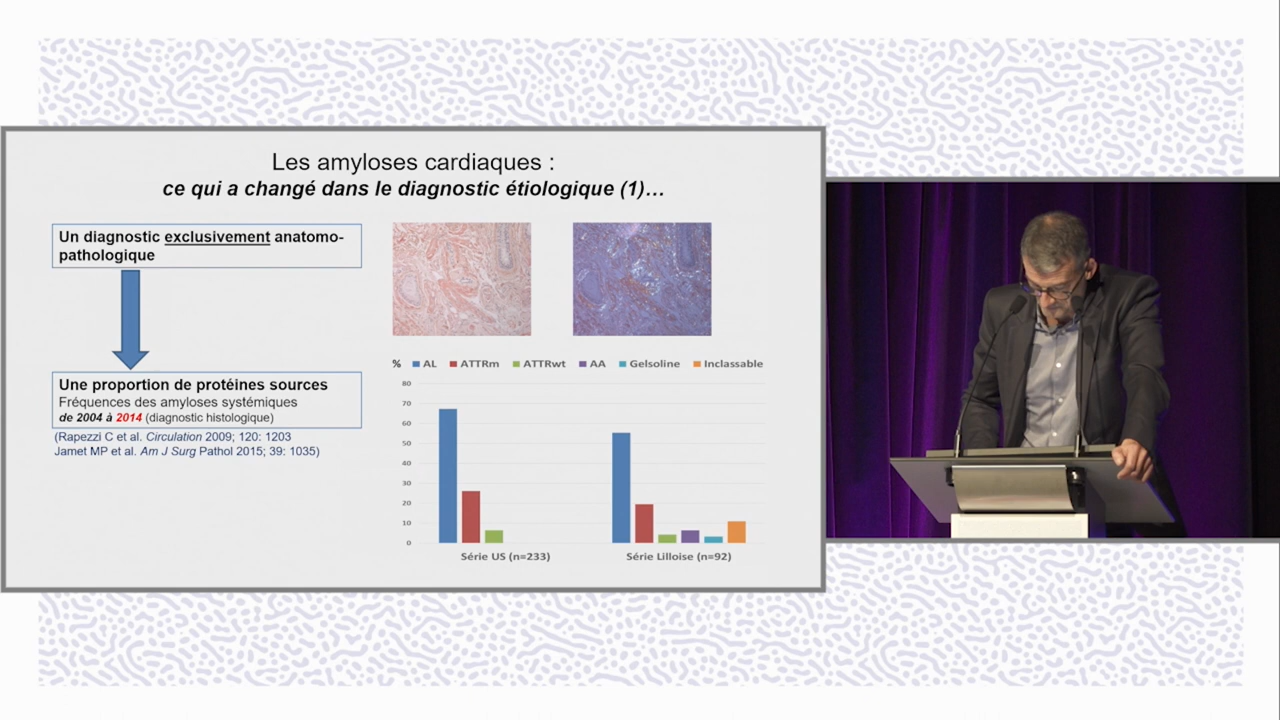 Les amyloses cardiaques :
ce qui a changé dans le diagnostic étiologique (1)…
Un diagnostic exclusivement anatomo-
pathologique
Une proportion de protéines sources
Fréquences des amyloses systémiques
de 2004 à 2014 (diagnostic histologique)
(Rapezzi C et al. Circulation 2009; 120: 1203
Jamet MP et al. Am J Surg Pathol 2015; 39: 1035)
% AL ATTRm ATTRwt AA Gelsoline Inclassable
80
70
60
50
40
30
20
10
0
Série US (n=233) Série Lilloise (n=92)